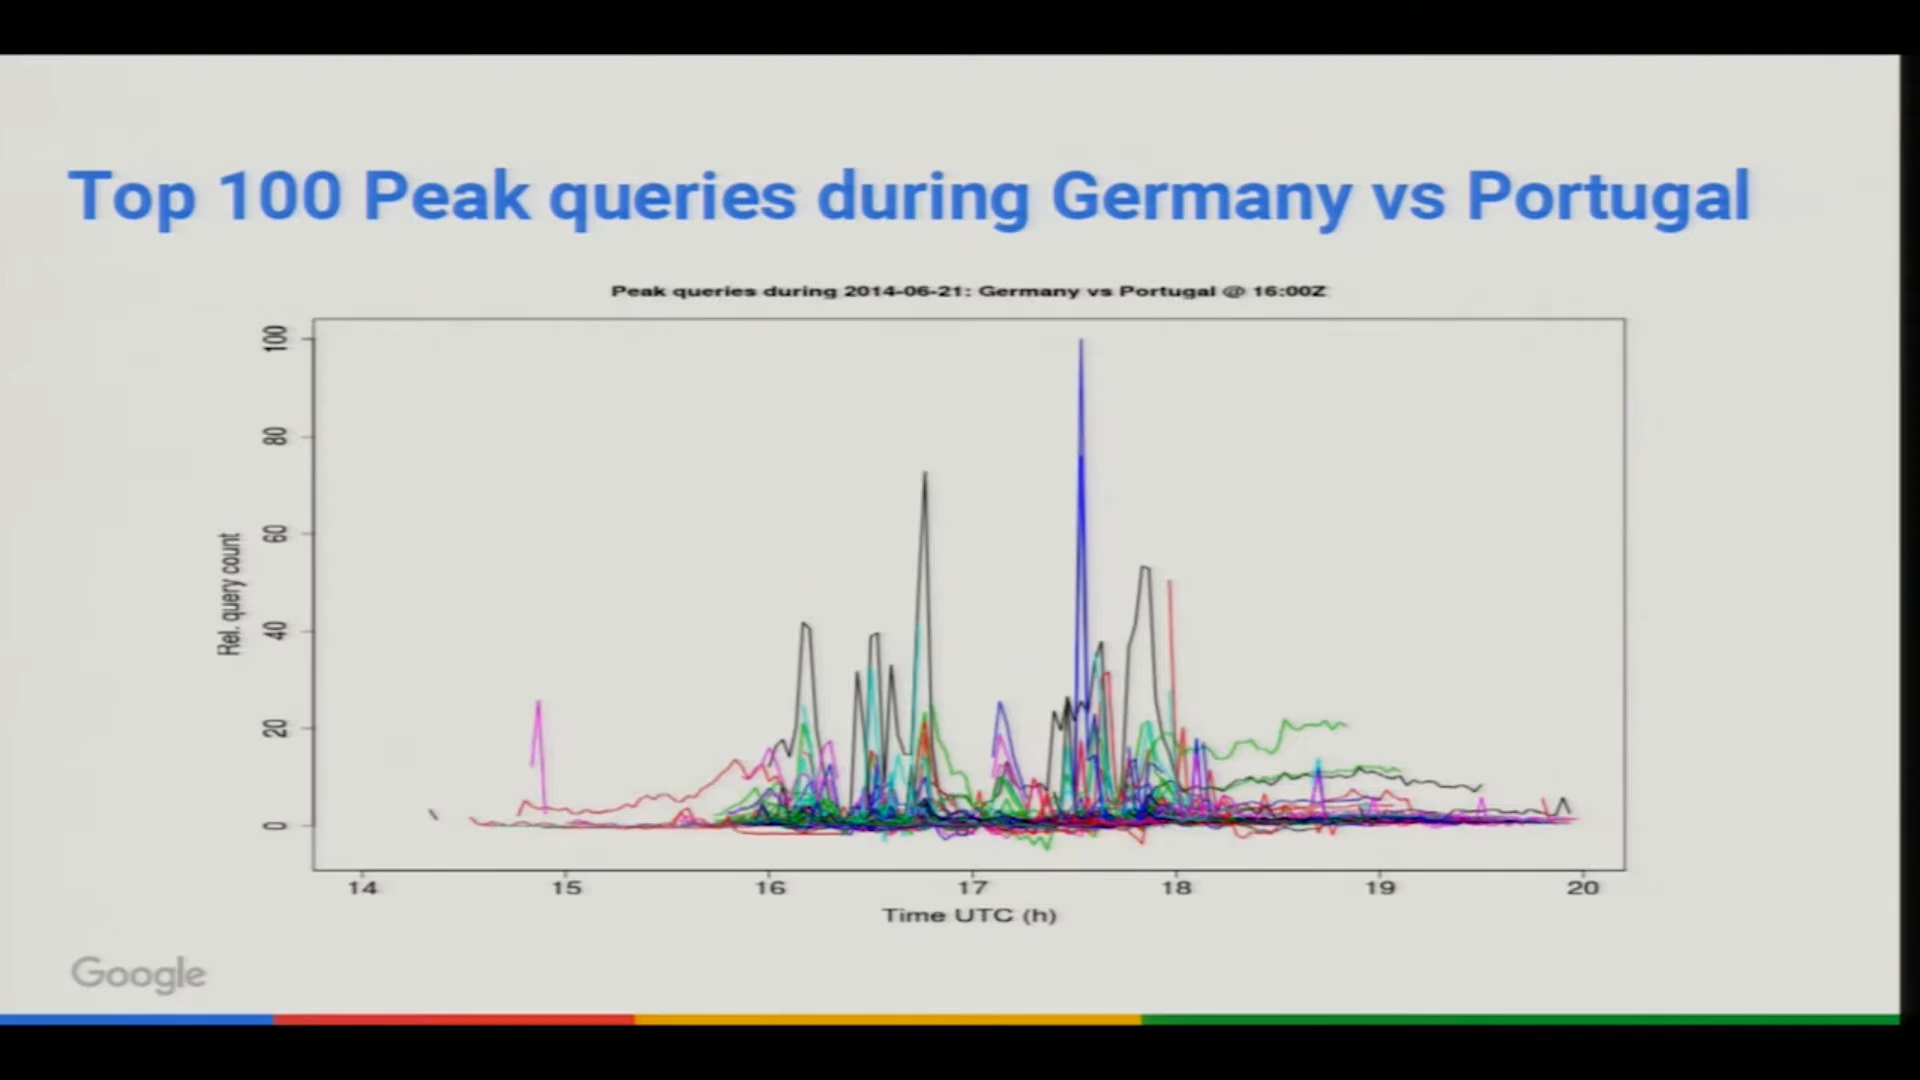 Top 100 Peak queries during Germany vs Portugal
Peak queries during 2014-06-21: Germany vs Portugal @ 16:00Z
100
80
60
40
20
0
Rel. query count
14 15 16 17 18 19 20
Time UTC (h)
Google